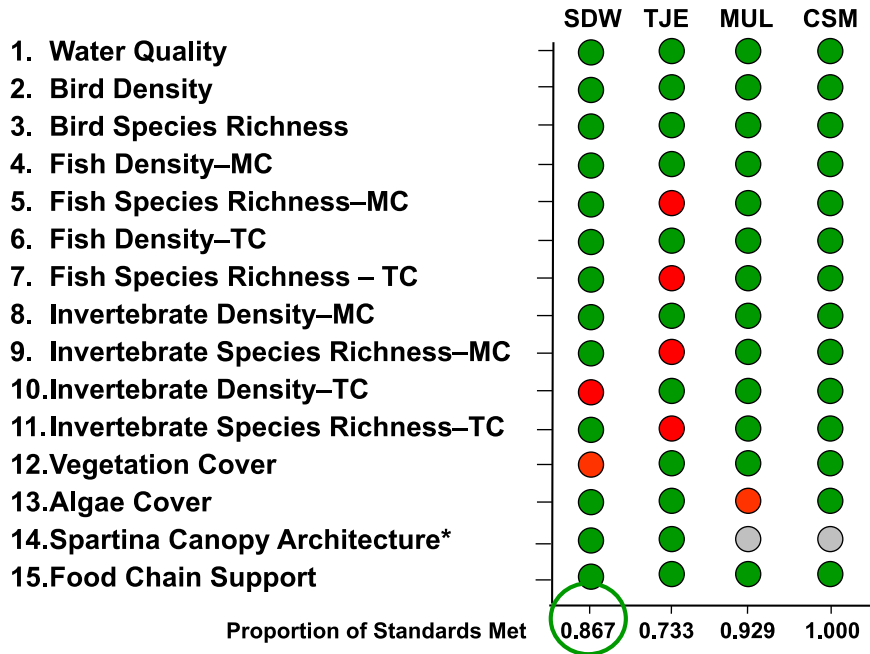 SDW TJE MUL CSM
1. Water Quality
2. Bird Density
3. Bird Species Richness
4. Fish Density–MC
5. Fish Species Richness–MC
6. Fish Density–TC
7. Fish Species Richness – TC
8. Invertebrate Density–MC
9. Invertebrate Species Richness–MC
10.Invertebrate Density–TC
11.Invertebrate Species Richness–TC
12.Vegetation Cover
13.Algae Cover
14.Spartina Canopy Architecture*
15.Food Chain Support
Proportion of Standards Met 0.867 0.733 0.929 1.000